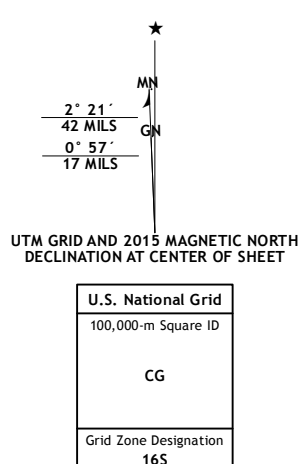 MN
2° 21´
42 MILS
GN
0° 57´
17 MILS
UTM GRID AND 2015 MAGNETIC NORTH
DECLINATION AT CENTER OF SHEET
U.S. National Grid
100,000-m Square ID
CG
Grid Zone Designation
16S